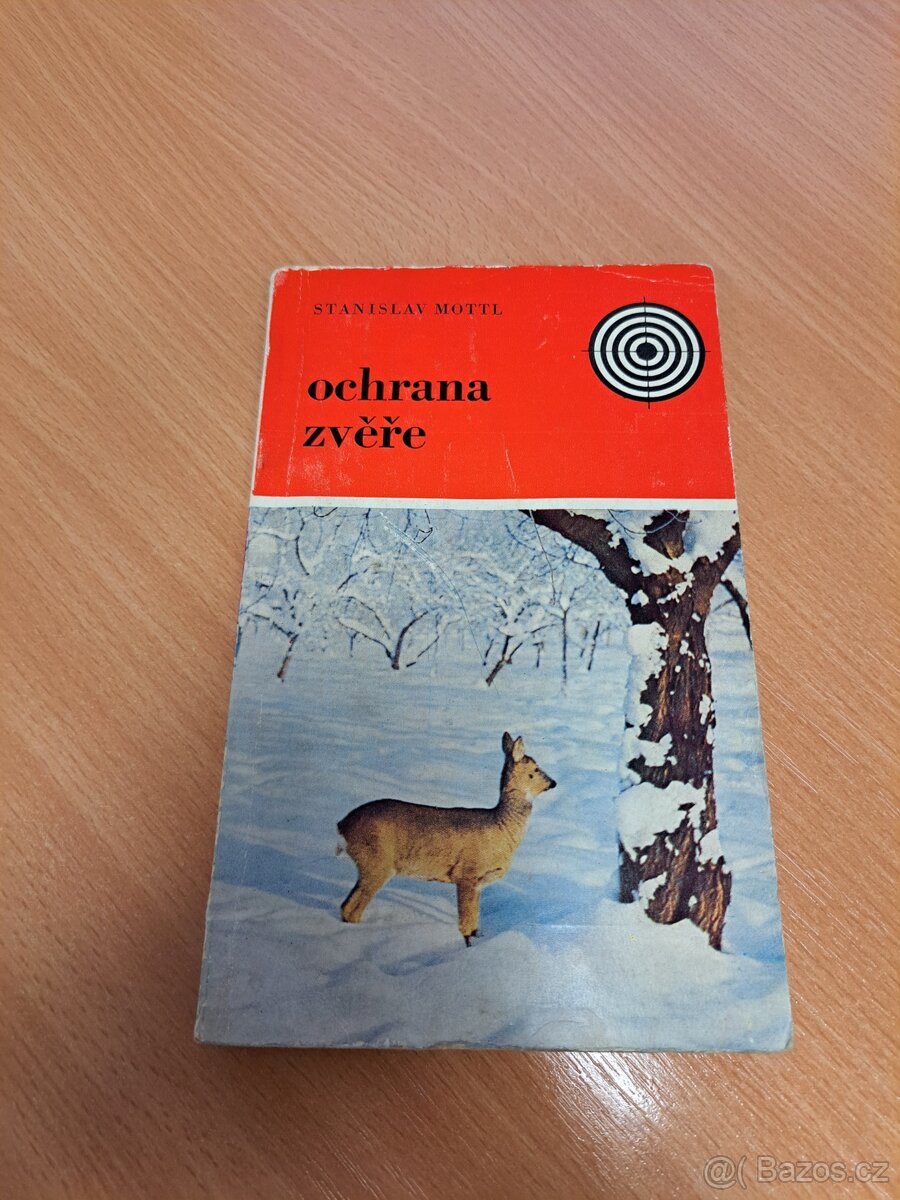 STANISLAV MOTTL
ochrana
zvěře
@( Bazos.cz